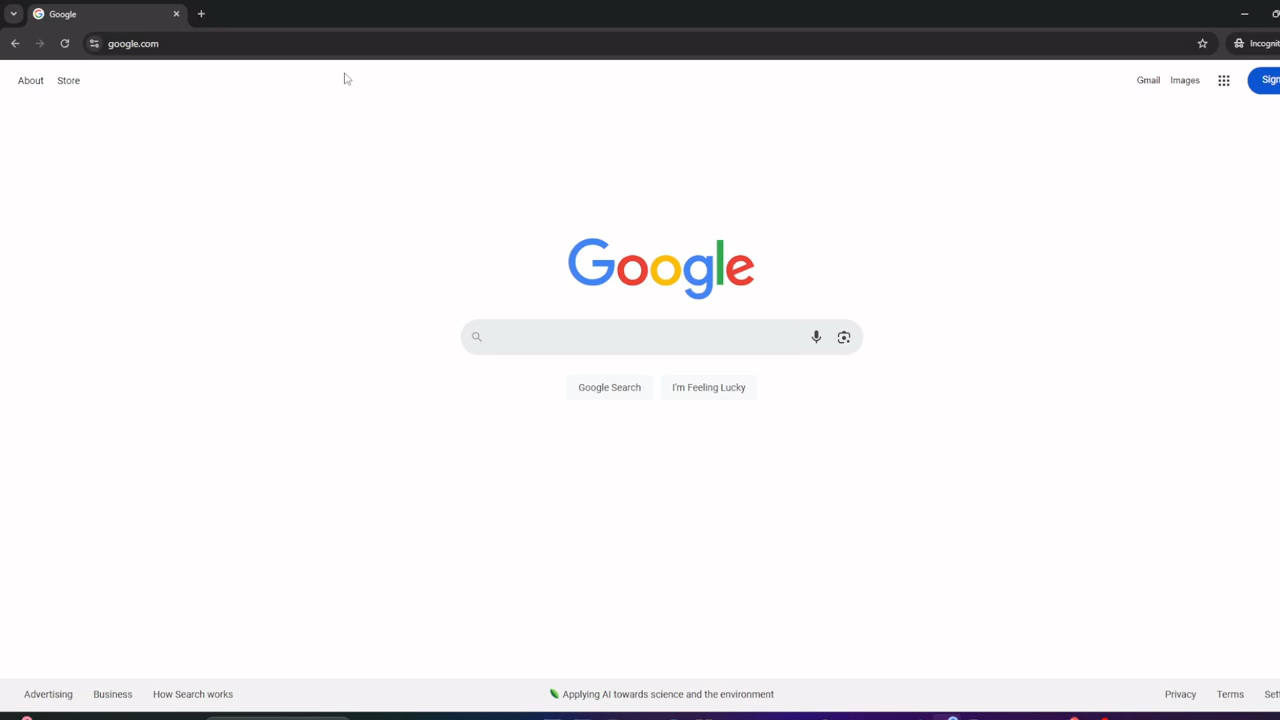 Google
google.com
Incognit
About
Store
Gmail
Images
Sign
Google
Google Search
I'm Feeling Lucky
Advertising
Business
How Search works
Applying AI towards science and the environment
Privacy
Terms
Sett